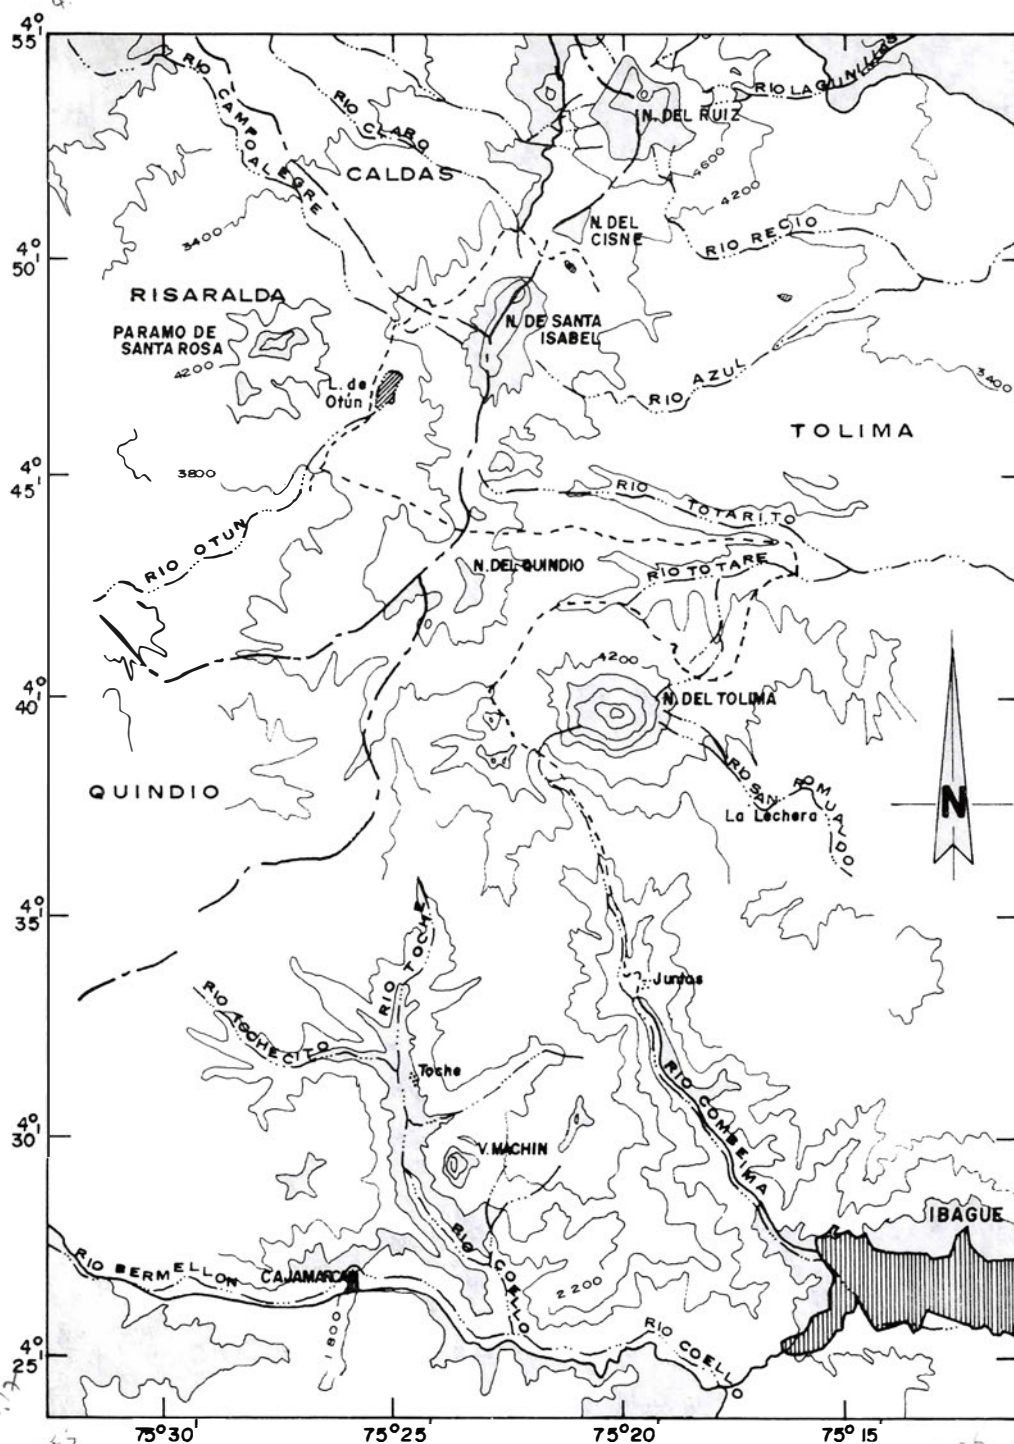 4°
55'
RIO CAMPOALEGRE
RIO CLARO
CALDAS
N. DEL RUIZ
RIO LAGUNILLAS
4600
4200
3400
N. DEL
CISNE
RIO RECIO
4°
50'
RISARALDA
PARAMO DE
SANTA ROSA
4200
L. de
Otún
N. DE SANTA
ISABEL
RIO AZUL
3400
TOLIMA
4°
45'
3800
RIO OTUN
RIO TOTARITO
N. DEL QUINDIO
RIO TOTARE
4°
40'
4200
N. DEL TOLIMA
QUINDIO
RIO SAN ROMUALDO
La Lechera
N
4°
35'
RIO TOCHE
Juntas
RIO TOCHECITO
Toche
RIO COMBEIMA
4°
30'
V. MACHIN
IBAGUE
RIO BERMELLON
CAJAMARCA
RIO COELLO
2200
1800
RIO COELLO
4°
25'
75°30'
75°25'
75°20'
75°15'